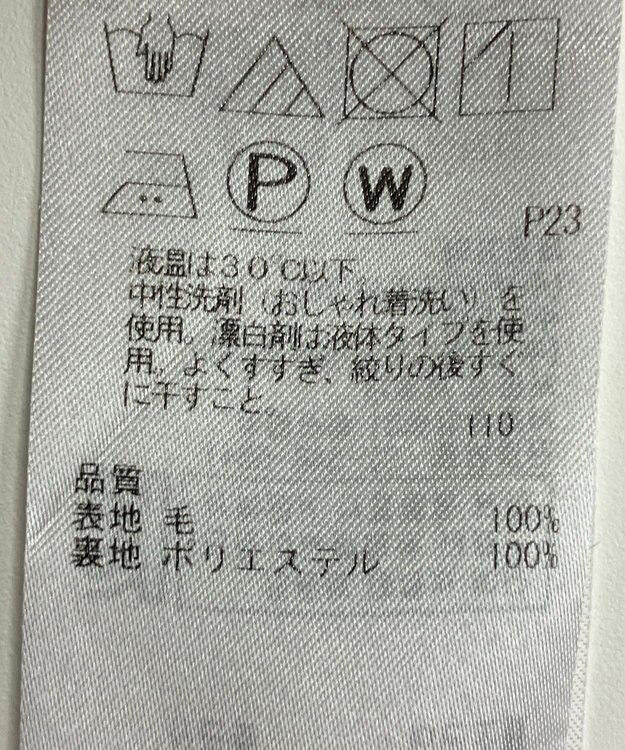 P W
P23
液温は30℃以下
中性洗剤(おしゃれ着洗い)を
使用。漂白剤は液体タイプを使
用。よくすすぎ、絞りの後すぐ
に干すこと。
110
品質
表地 毛 100%
裏地 ポリエステル 100%